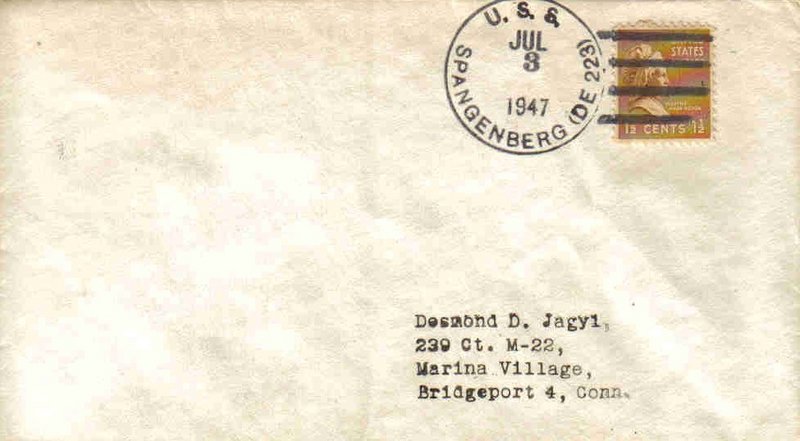 U. S. S.
JUL
3
1947
SPANGENBERG (DE 223)
STATES
1½ CENTS 1½
Desmond D. Jagyi,
239 Ct. M-22,
Marina Village,
Bridgeport 4, Conn.